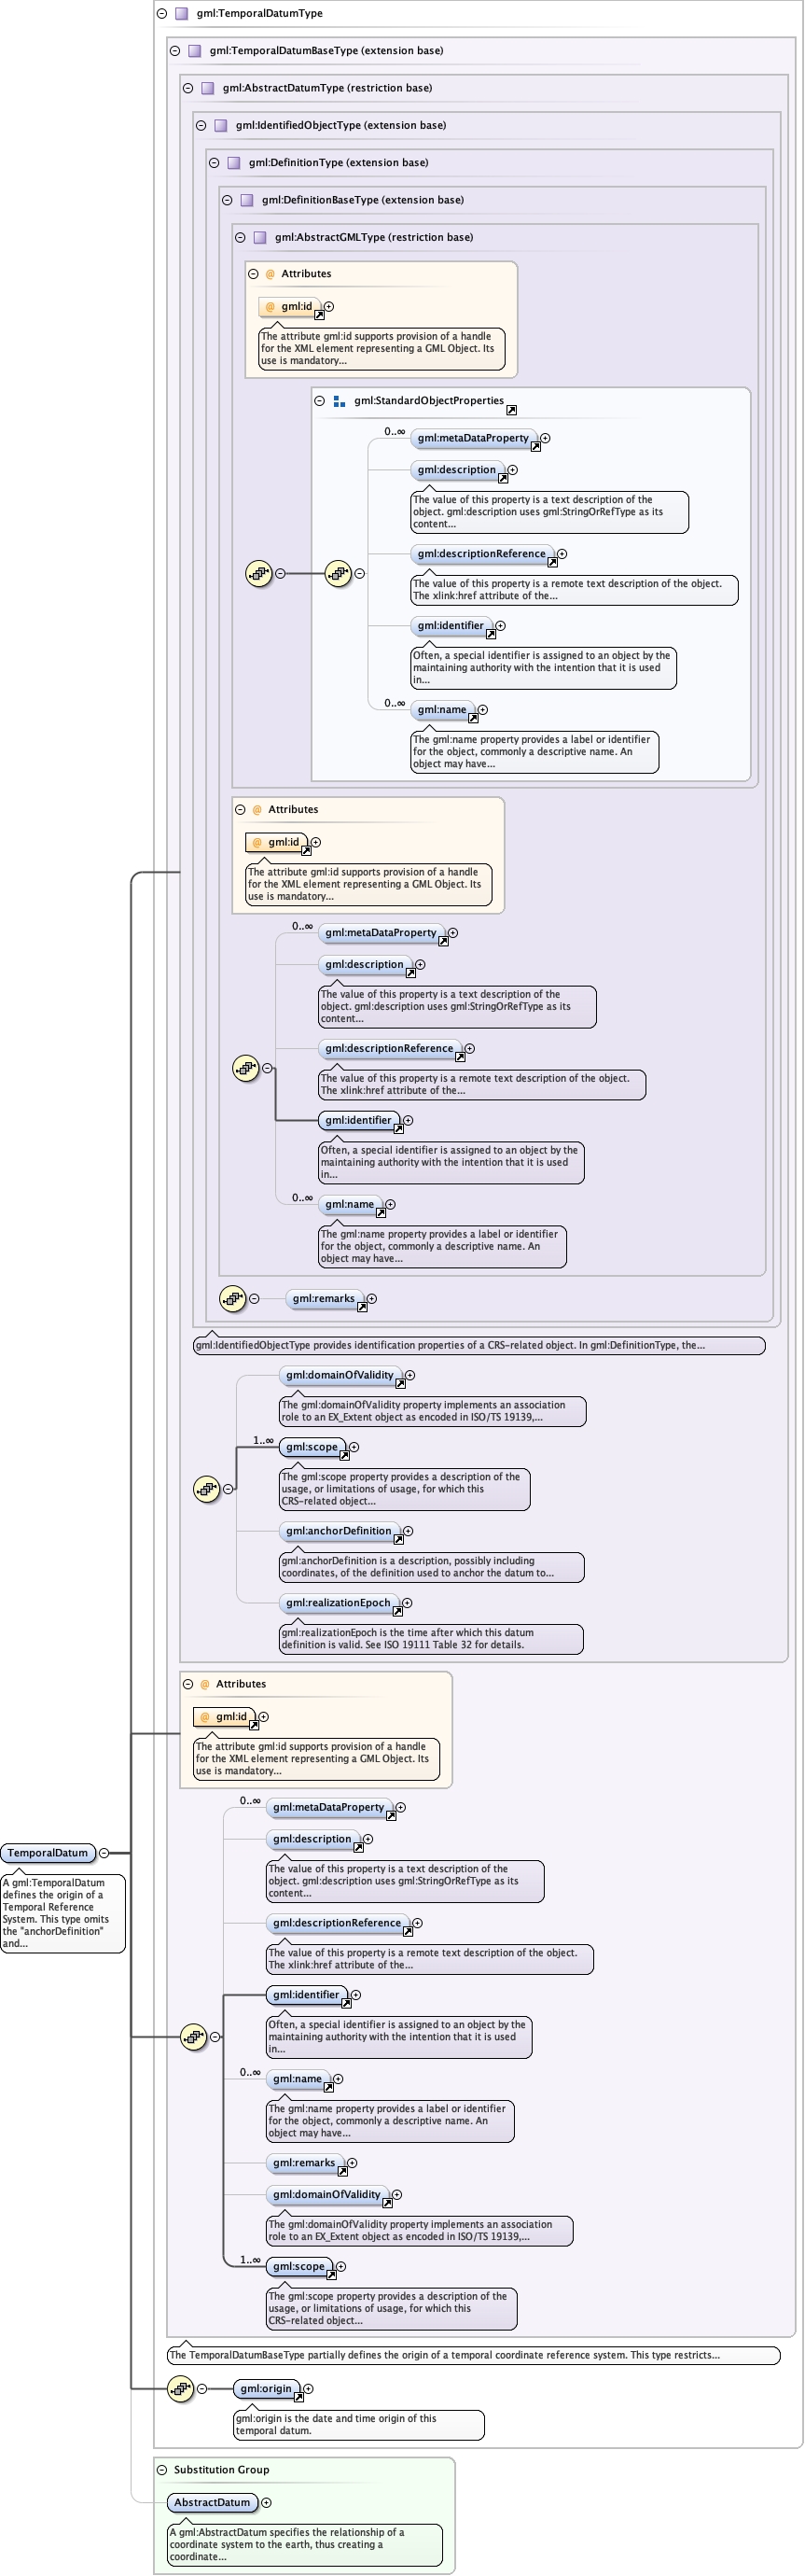 gml:TemporalDatumType
gml:TemporalDatumBaseType (extension base)
gml:AbstractDatumType (restriction base)
gml:IdentifiedObjectType (extension base)
gml:DefinitionType (extension base)
gml:DefinitionBaseType (extension base)
gml:AbstractGMLType (restriction base)
@ Attributes
@ gml:id
The attribute gml:id supports provision of a handle
for the XML element representing a GML Object. Its
use is mandatory...
gml:StandardObjectProperties
0..∞
gml:metaDataProperty
gml:description
The value of this property is a text description of the
object. gml:description uses gml:StringOrRefType as its
content...
gml:descriptionReference
The value of this property is a remote text description of the object.
The xlink:href attribute of the...
gml:identifier
Often, a special identifier is assigned to an object by the
maintaining authority with the intention that it is used
in...
0..∞
gml:name
The gml:name property provides a label or identifier
for the object, commonly a descriptive name. An
object may have...
@ Attributes
@ gml:id
The attribute gml:id supports provision of a handle
for the XML element representing a GML Object. Its
use is mandatory...
0..∞
gml:metaDataProperty
gml:description
The value of this property is a text description of the
object. gml:description uses gml:StringOrRefType as its
content...
gml:descriptionReference
The value of this property is a remote text description of the object.
The xlink:href attribute of the...
gml:identifier
Often, a special identifier is assigned to an object by the
maintaining authority with the intention that it is used
in...
0..∞
gml:name
The gml:name property provides a label or identifier
for the object, commonly a descriptive name. An
object may have...
gml:remarks
gml:IdentifiedObjectType provides identification properties of a CRS-related object. In gml:DefinitionType, the...
gml:domainOfValidity
The gml:domainOfValidity property implements an association
role to an EX_Extent object as encoded in ISO/TS 19139,...
1..∞
gml:scope
The gml:scope property provides a description of the
usage, or limitations of usage, for which this
CRS-related object...
gml:anchorDefinition
gml:anchorDefinition is a description, possibly including
coordinates, of the definition used to anchor the datum to...
gml:realizationEpoch
gml:realizationEpoch is the time after which this datum
definition is valid. See ISO 19111 Table 32 for details.
@ Attributes
@ gml:id
The attribute gml:id supports provision of a handle
for the XML element representing a GML Object. Its
use is mandatory...
0..∞
gml:metaDataProperty
gml:description
The value of this property is a text description of the
object. gml:description uses gml:StringOrRefType as its
content...
gml:descriptionReference
The value of this property is a remote text description of the object.
The xlink:href attribute of the...
gml:identifier
Often, a special identifier is assigned to an object by the
maintaining authority with the intention that it is used
in...
0..∞
gml:name
The gml:name property provides a label or identifier
for the object, commonly a descriptive name. An
object may have...
gml:remarks
gml:domainOfValidity
The gml:domainOfValidity property implements an association
role to an EX_Extent object as encoded in ISO/TS 19139,...
1..∞
gml:scope
The gml:scope property provides a description of the
usage, or limitations of usage, for which this
CRS-related object...
TemporalDatum
A gml:TemporalDatum
defines the origin of a
Temporal Reference
System. This type omits
the "anchorDefinition"
and...
The TemporalDatumBaseType partially defines the origin of a temporal coordinate reference system. This type restricts...
gml:origin
gml:origin is the date and time origin of this
temporal datum.
Substitution Group
AbstractDatum
A gml:AbstractDatum specifies the relationship of a
coordinate system to the earth, thus creating a
coordinate...